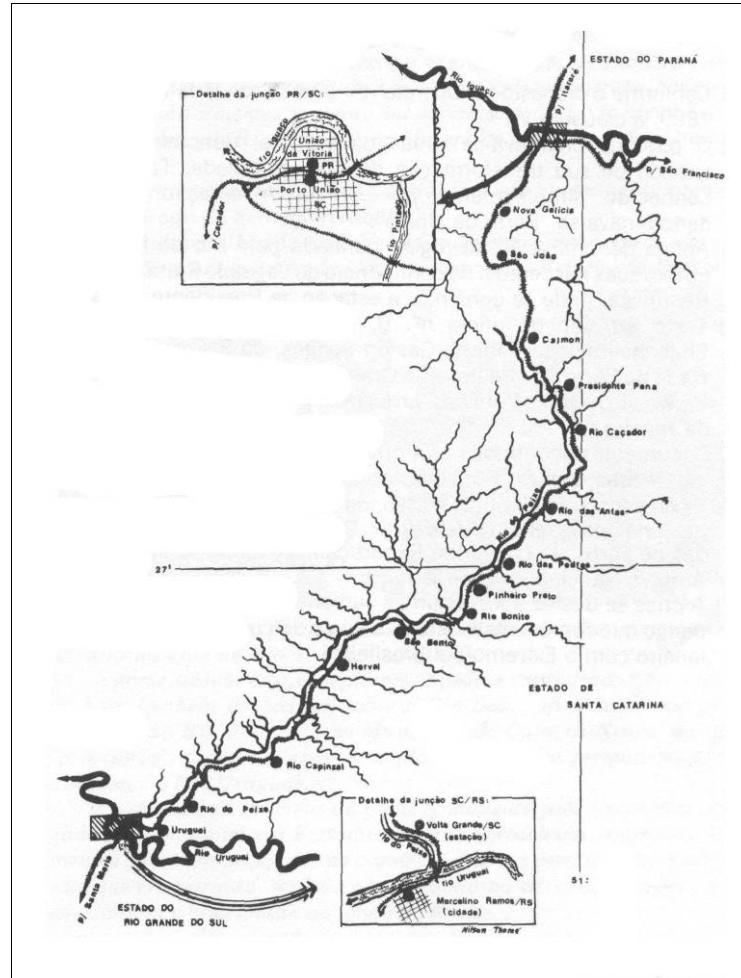 ESTADO DO PARANÁ
Rio Iguaçu
p/ Itararé
p/ São Francisco
Detalhe da junção PR/SC:
rio Iguaçu
União
da Vitória
PR
Porto União
SC
p/Caçador
rio Pintado
Nova Galícia
São João
Calmon
Presidente Pena
Rio Caçador
Rio do Peixe
Rio das Antas
27°
Rio das Pedras
Pinheiro Preto
Rio Bonito
São Bento
Herval
ESTADO DE
SANTA CATARINA
Rio Capinzal
Rio do Peixe
Uruguai
Rio Uruguai
p/ Santa Maria
ESTADO DO
RIO GRANDE DO SUL
Detalhe da junção SC/RS:
Volta Grande/SC
(estação)
rio do Peixe
rio Uruguai
Marcelino Ramos/RS
(cidade)
51°
Nilson Thomé